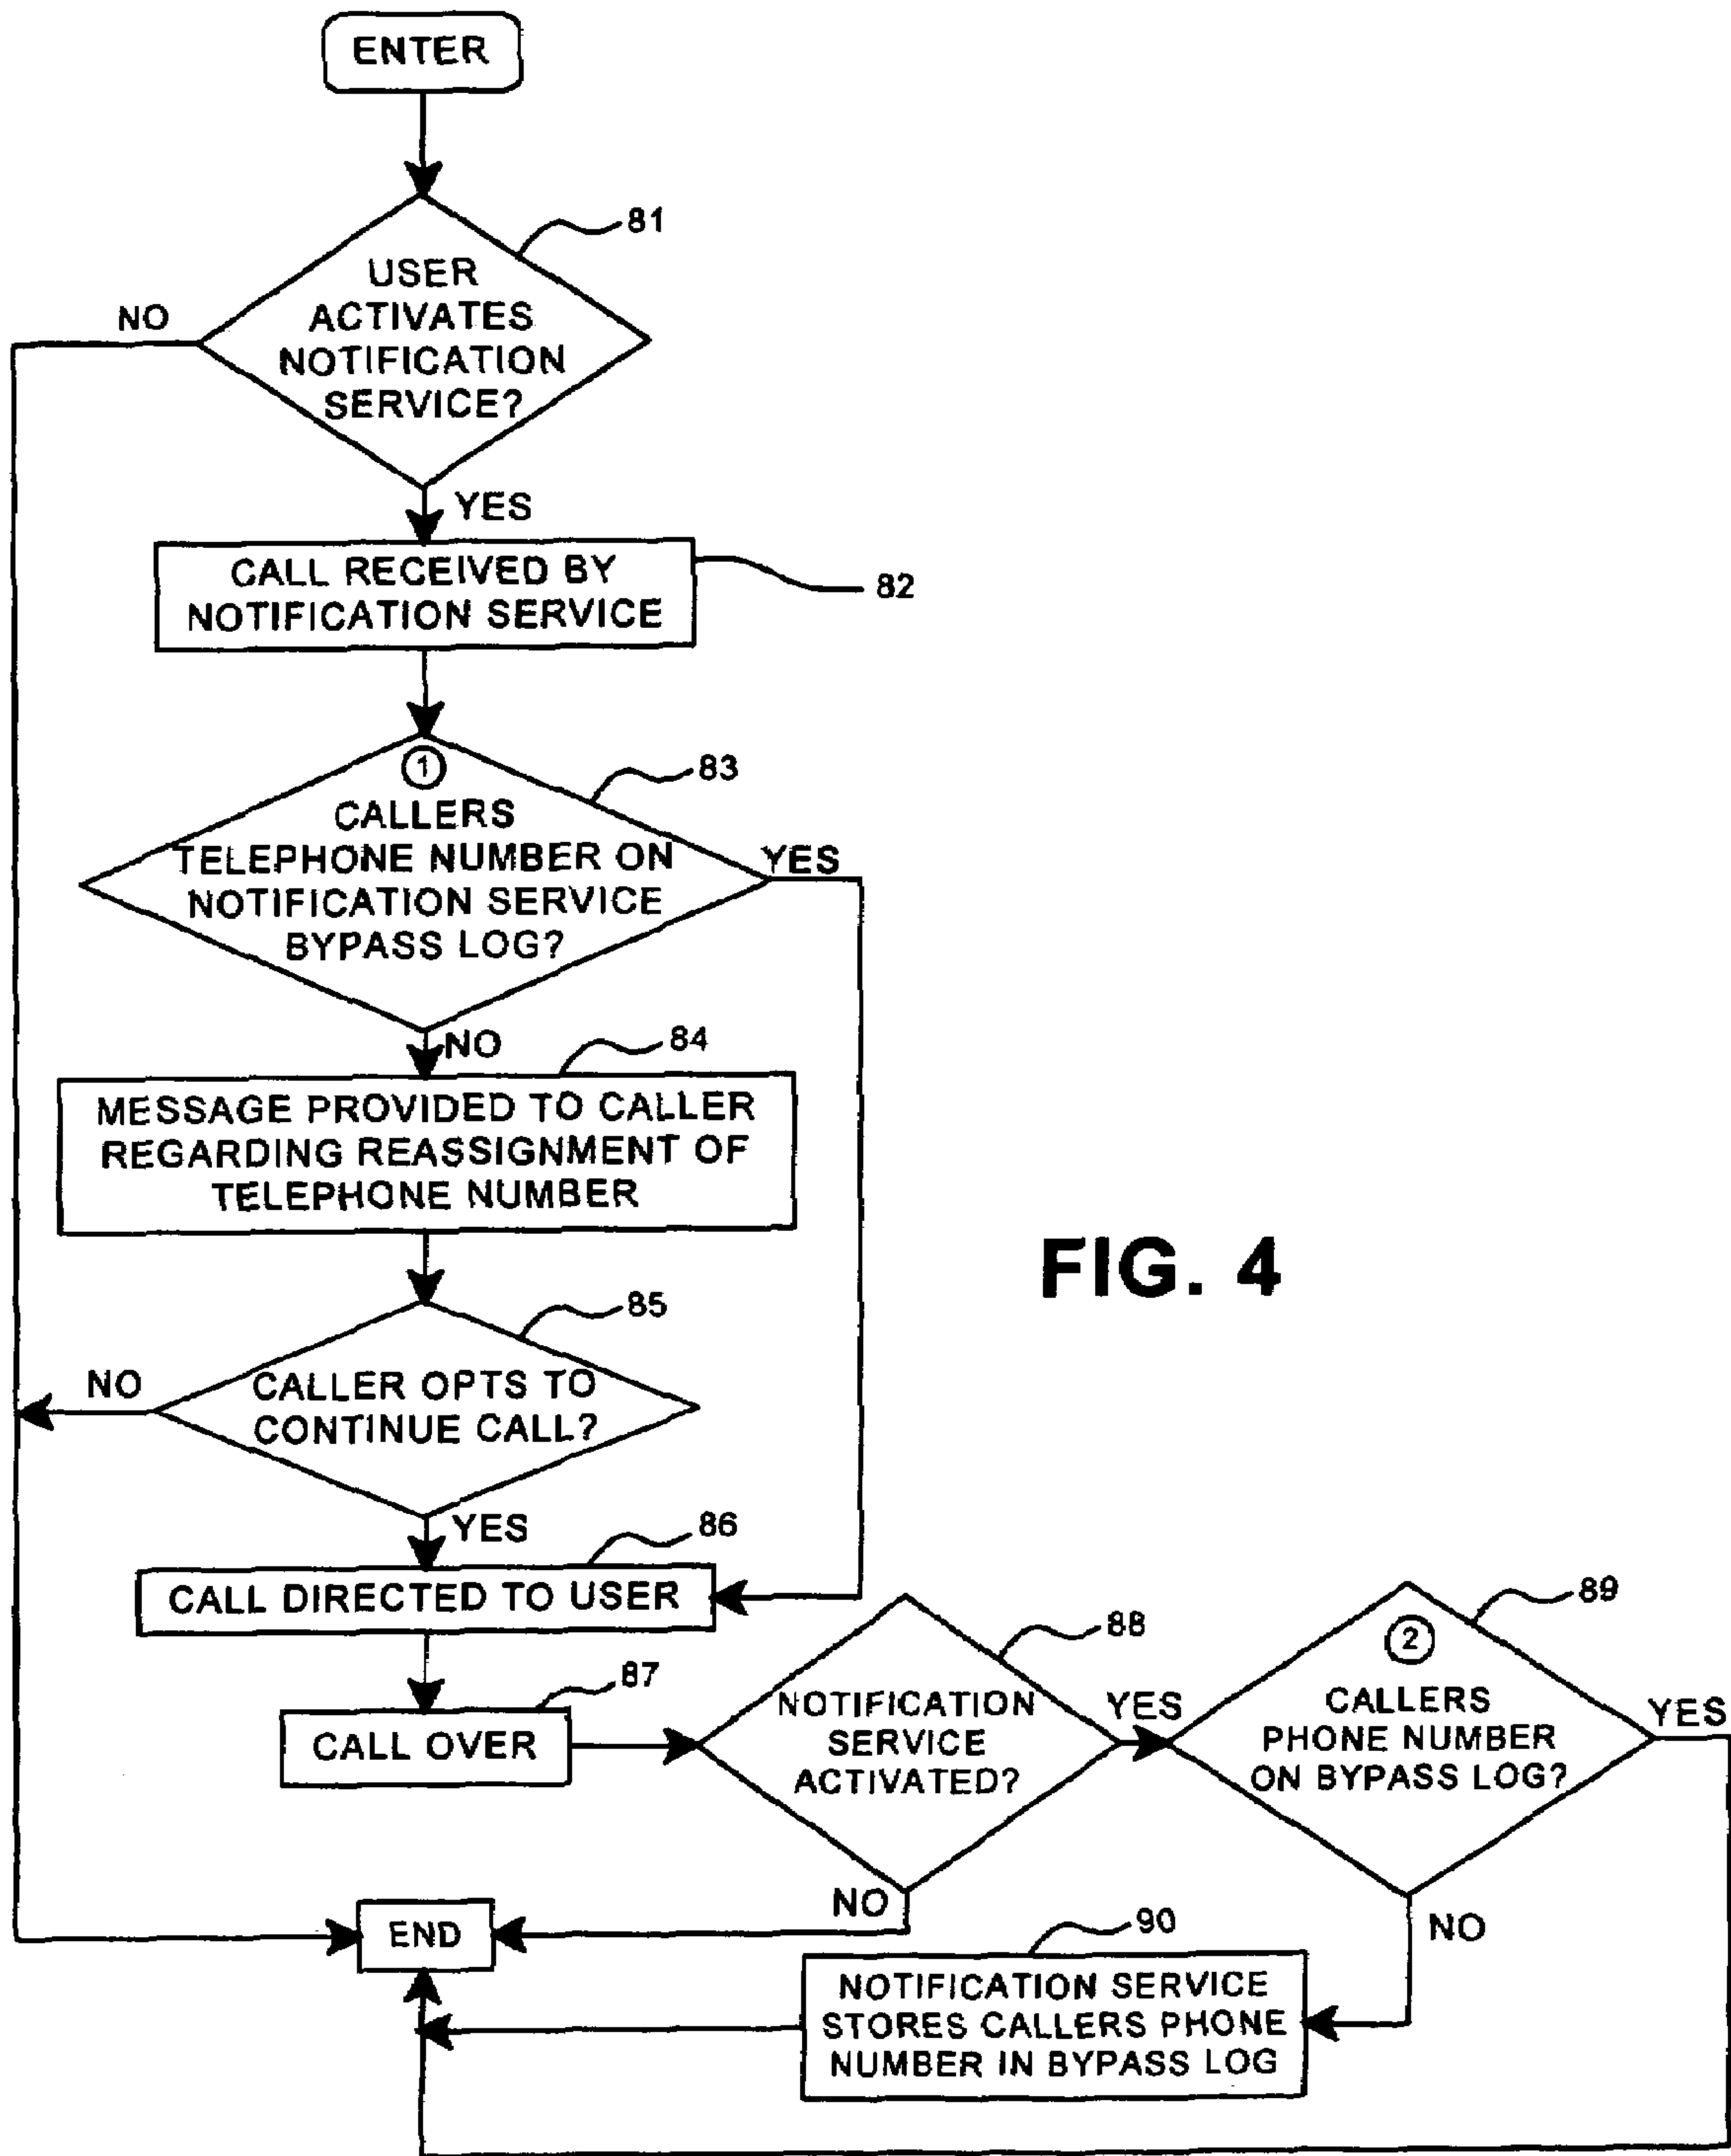 ENTER
81
USER
ACTIVATES
NOTIFICATION
SERVICE?
NO
YES
CALL RECEIVED BY
NOTIFICATION SERVICE
82
1
83
CALLERS
TELEPHONE NUMBER ON
NOTIFICATION SERVICE
BYPASS LOG?
YES
NO
84
MESSAGE PROVIDED TO CALLER
REGARDING REASSIGNMENT OF
TELEPHONE NUMBER
FIG. 4
85
NO
CALLER OPTS TO
CONTINUE CALL?
YES
86
CALL DIRECTED TO USER
87
CALL OVER
88
NOTIFICATION
SERVICE
ACTIVATED?
YES
89
2
CALLERS
PHONE NUMBER
ON BYPASS LOG?
YES
NO
NO
END
90
NOTIFICATION SERVICE
STORES CALLERS PHONE
NUMBER IN BYPASS LOG